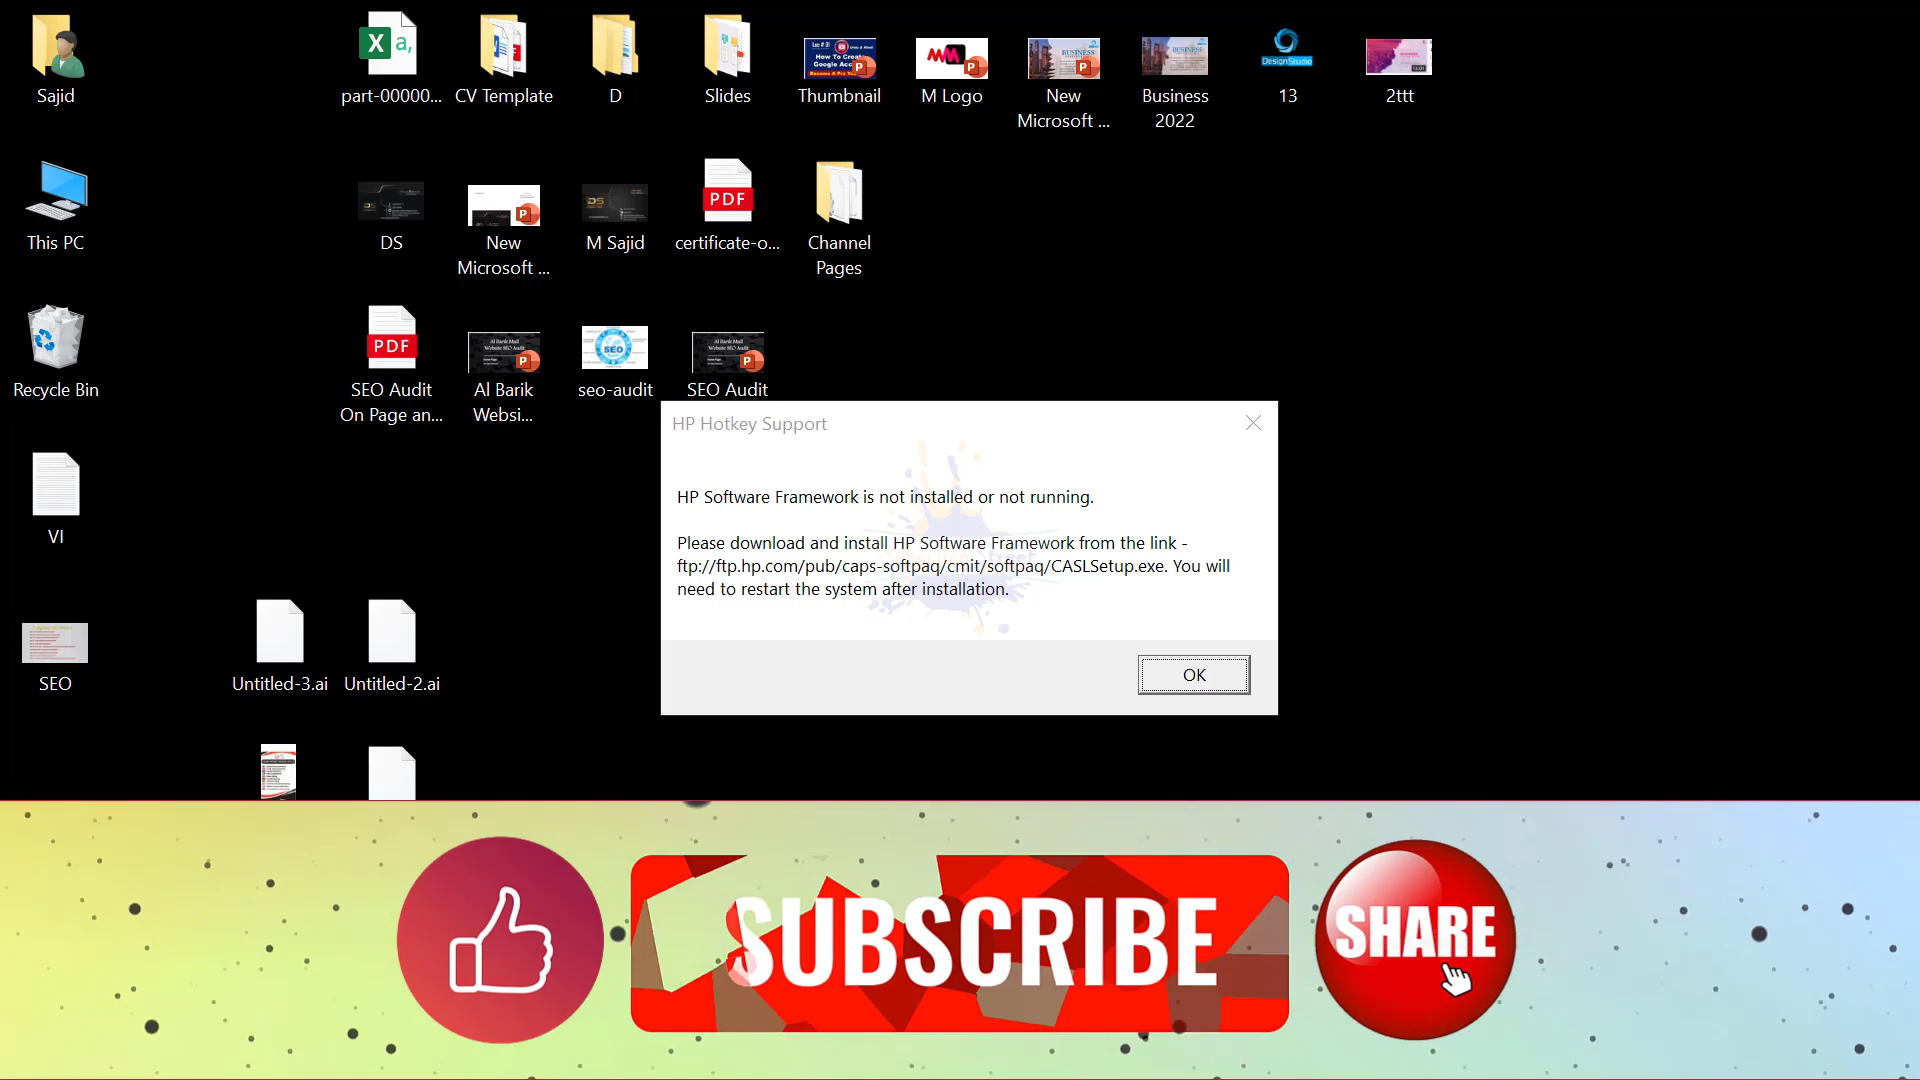 Sajid
part-00000...
CV Template
D
Slides
Thumbnail
M Logo
New
Microsoft ...
Business
2022
DesignStudio
13
2ttt
This PC
DS
New
Microsoft ...
M Sajid
PDF
certificate-o...
Channel
Pages
Recycle Bin
PDF
SEO Audit
On Page an...
Al Barik
Websi...
SEO
seo-audit
SEO Audit
HP Hotkey Support
HP Software Framework is not installed or not running.
Please download and install HP Software Framework from the link -
ftp://ftp.hp.com/pub/caps-softpaq/cmit/softpaq/CASLSetup.exe. You will
need to restart the system after installation.
OK
VI
SEO
Untitled-3.ai
Untitled-2.ai
SUBSCRIBE
SHARE